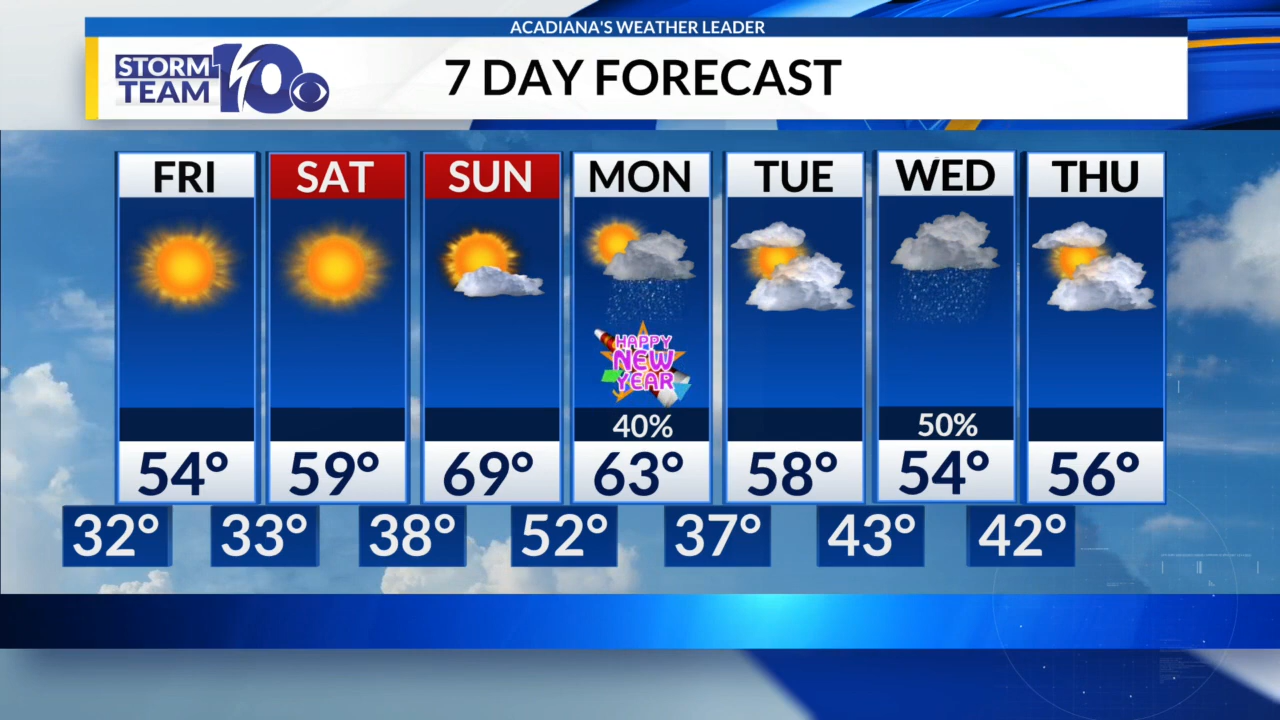 ACADIANA'S WEATHER LEADER
STORM TEAM 10
7 DAY FORECAST
FRI SAT SUN MON TUE WED THU
HAPPY
NEW
YEAR
40% 50%
54° 59° 69° 63° 58° 54° 56°
32° 33° 38° 52° 37° 43° 42°